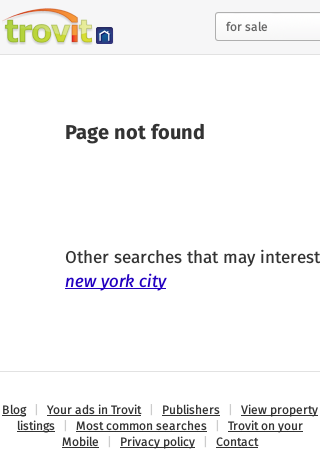 trovit
for sale
Page not found
Other searches that may interest
new york city
Blog | Your ads in Trovit | Publishers | View property
listings | Most common searches | Trovit on your
Mobile | Privacy policy | Contact